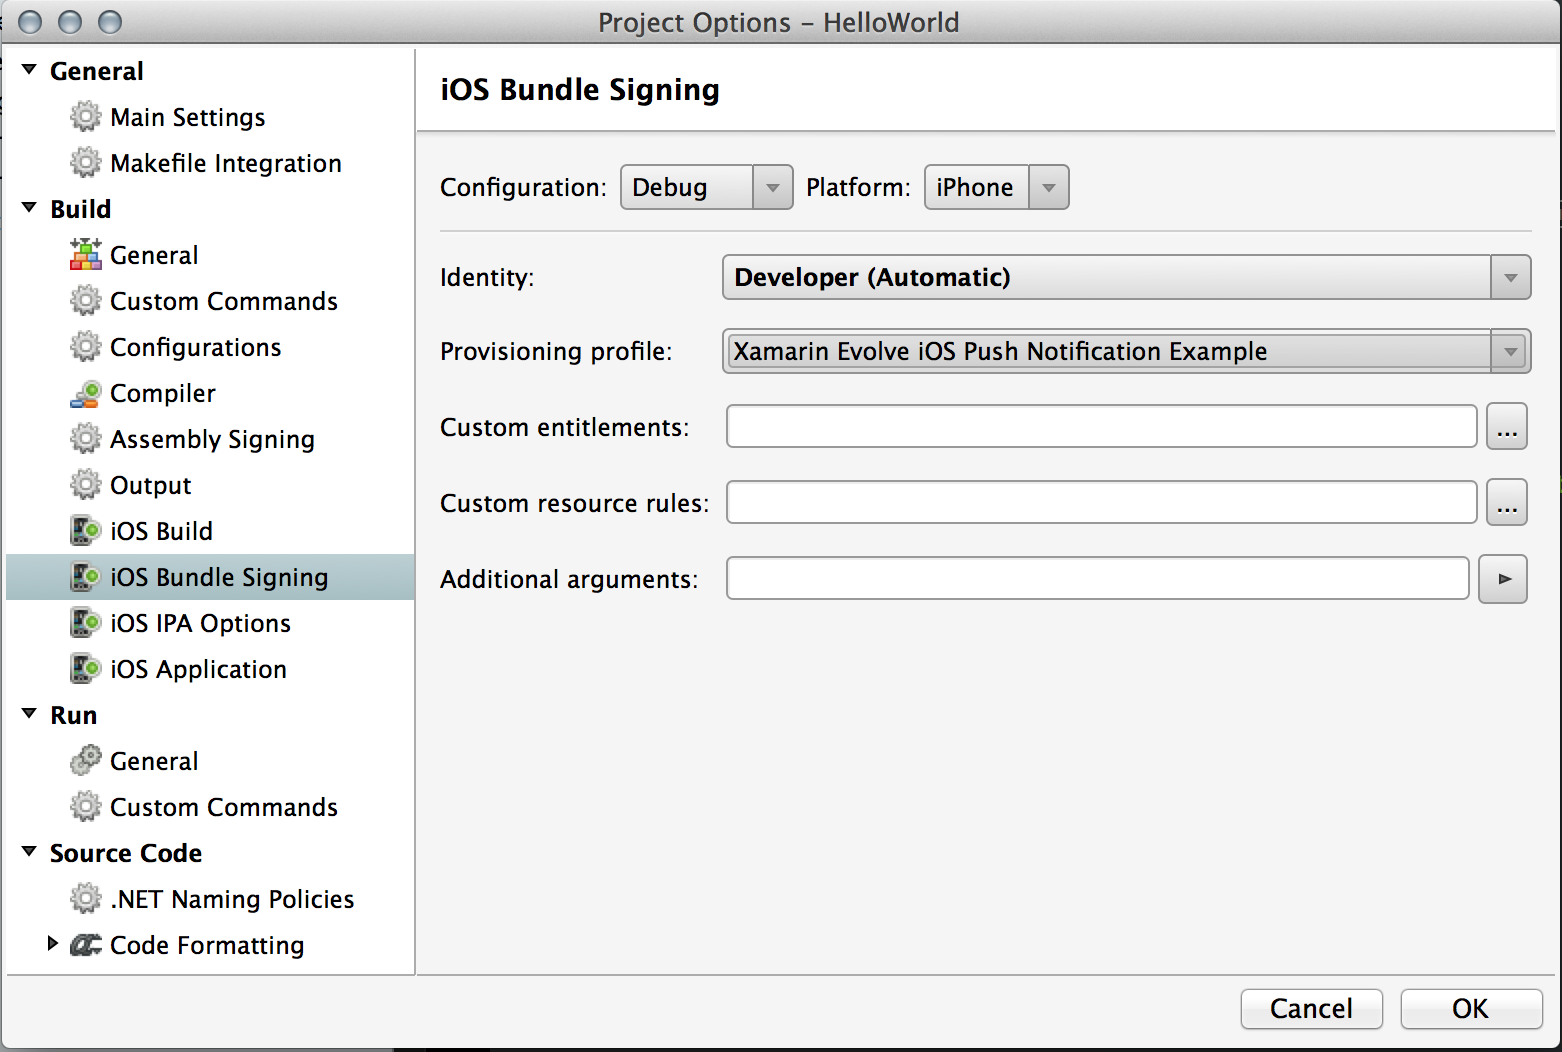 Project Options – HelloWorld
General
Main Settings
Makefile Integration
Build
General
Custom Commands
Configurations
Compiler
Assembly Signing
Output
iOS Build
iOS Bundle Signing
iOS IPA Options
iOS Application
Run
General
Custom Commands
Source Code
.NET Naming Policies
Code Formatting
iOS Bundle Signing
Configuration: Debug Platform: iPhone
Identity: Developer (Automatic)
Provisioning profile: Xamarin Evolve iOS Push Notification Example
Custom entitlements: ...
Custom resource rules: ...
Additional arguments:
Cancel OK